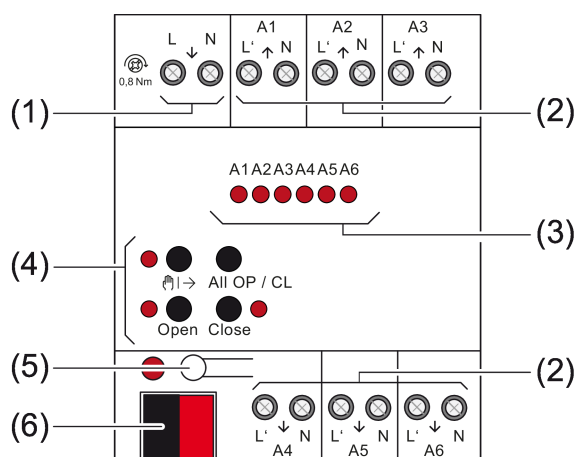 A1 A2 A3
L N L‘ N L‘ N L‘ N
0,8 Nm
(1) (2)
A1 A2 A3 A4 A5 A6
(3)
(4)
All OP / CL
Open Close
(5) (2)
(6)
L‘ N L‘ N L‘ N
A4 A5 A6